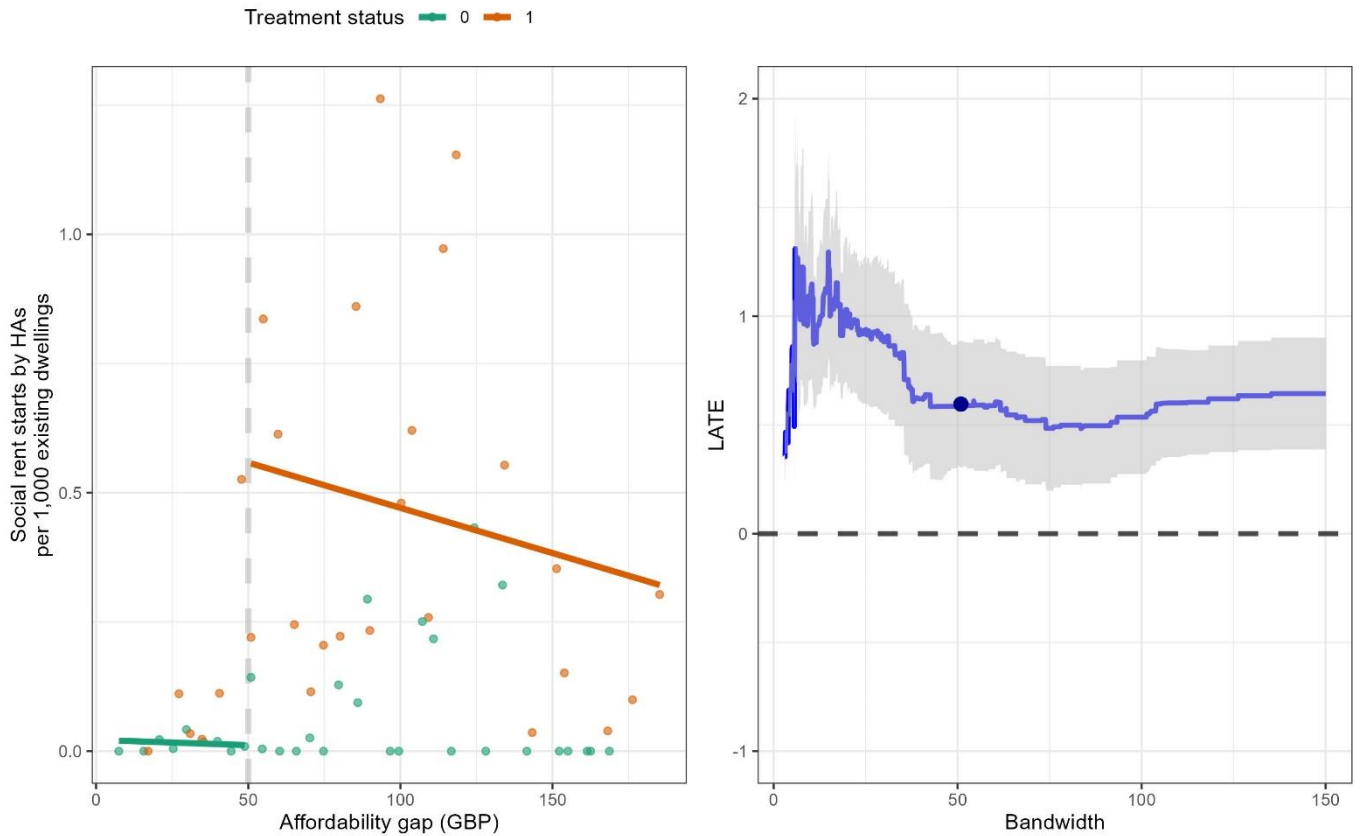 Treatment status 0 1
Social rent starts by HAs
per 1,000 existing dwellings
1.0
0.5
0.0
0 50 100 150
Affordability gap (GBP)
LATE
2
1
0
-1
0 50 100 150
Bandwidth